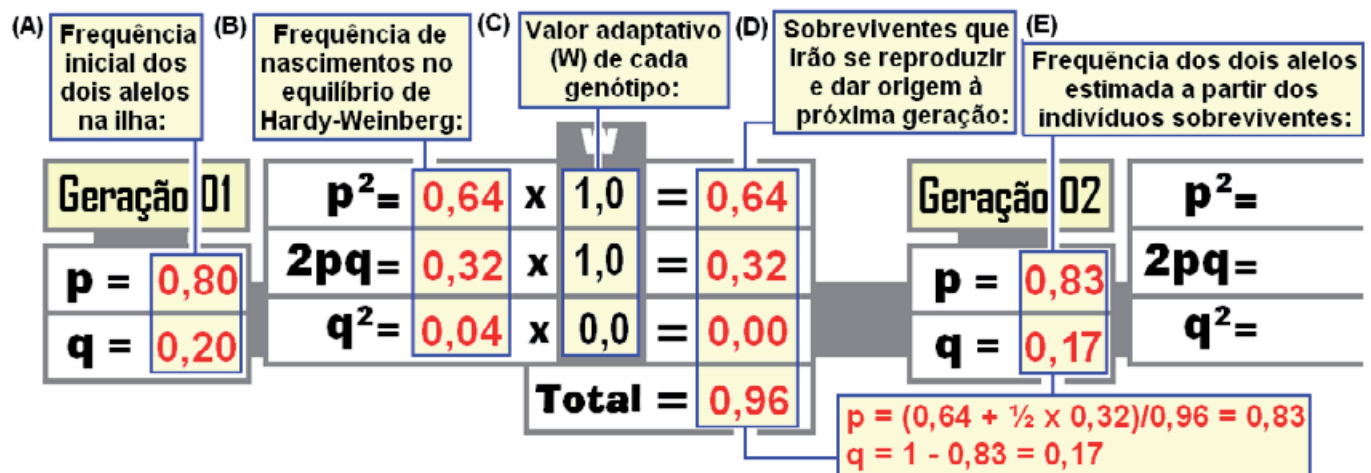 (A) Frequência
inicial dos
dois alelos
na ilha:
(B) Frequência de
nascimentos no
equilíbrio de
Hardy-Weinberg:
(C) Valor adaptativo
(W) de cada
genótipo:
(D) Sobreviventes que
irão se reproduzir
e dar origem à
próxima geração:
(E)
Frequência dos dois alelos
estimada a partir dos
indivíduos sobreviventes:
W
Geração 01
p = 0,80
q = 0,20
p²= 0,64 x 1,0 = 0,64
2pq= 0,32 x 1,0 = 0,32
q²= 0,04 x 0,0 = 0,00
Total = 0,96
Geração 02
p = 0,83
q = 0,17
p²=
2pq=
q²=
p = (0,64 + ½ x 0,32)/0,96 = 0,83
q = 1 - 0,83 = 0,17